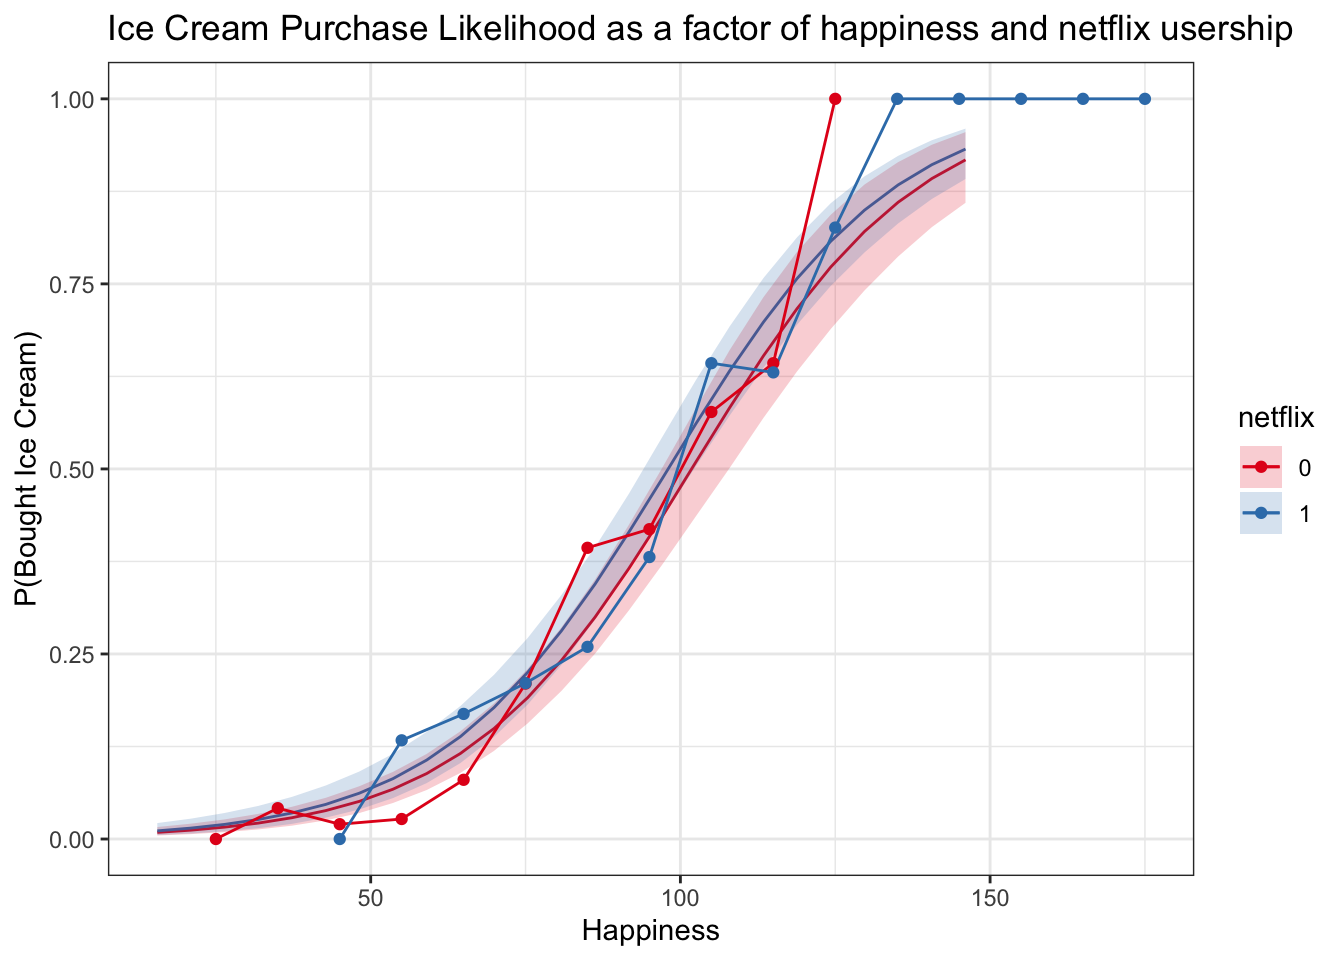 Ice Cream Purchase Likelihood as a factor of happiness and netflix usership
1.00
0.75
0.50
0.25
0.00
P(Bought Ice Cream)
50
100
150
Happiness
netflix
0
1